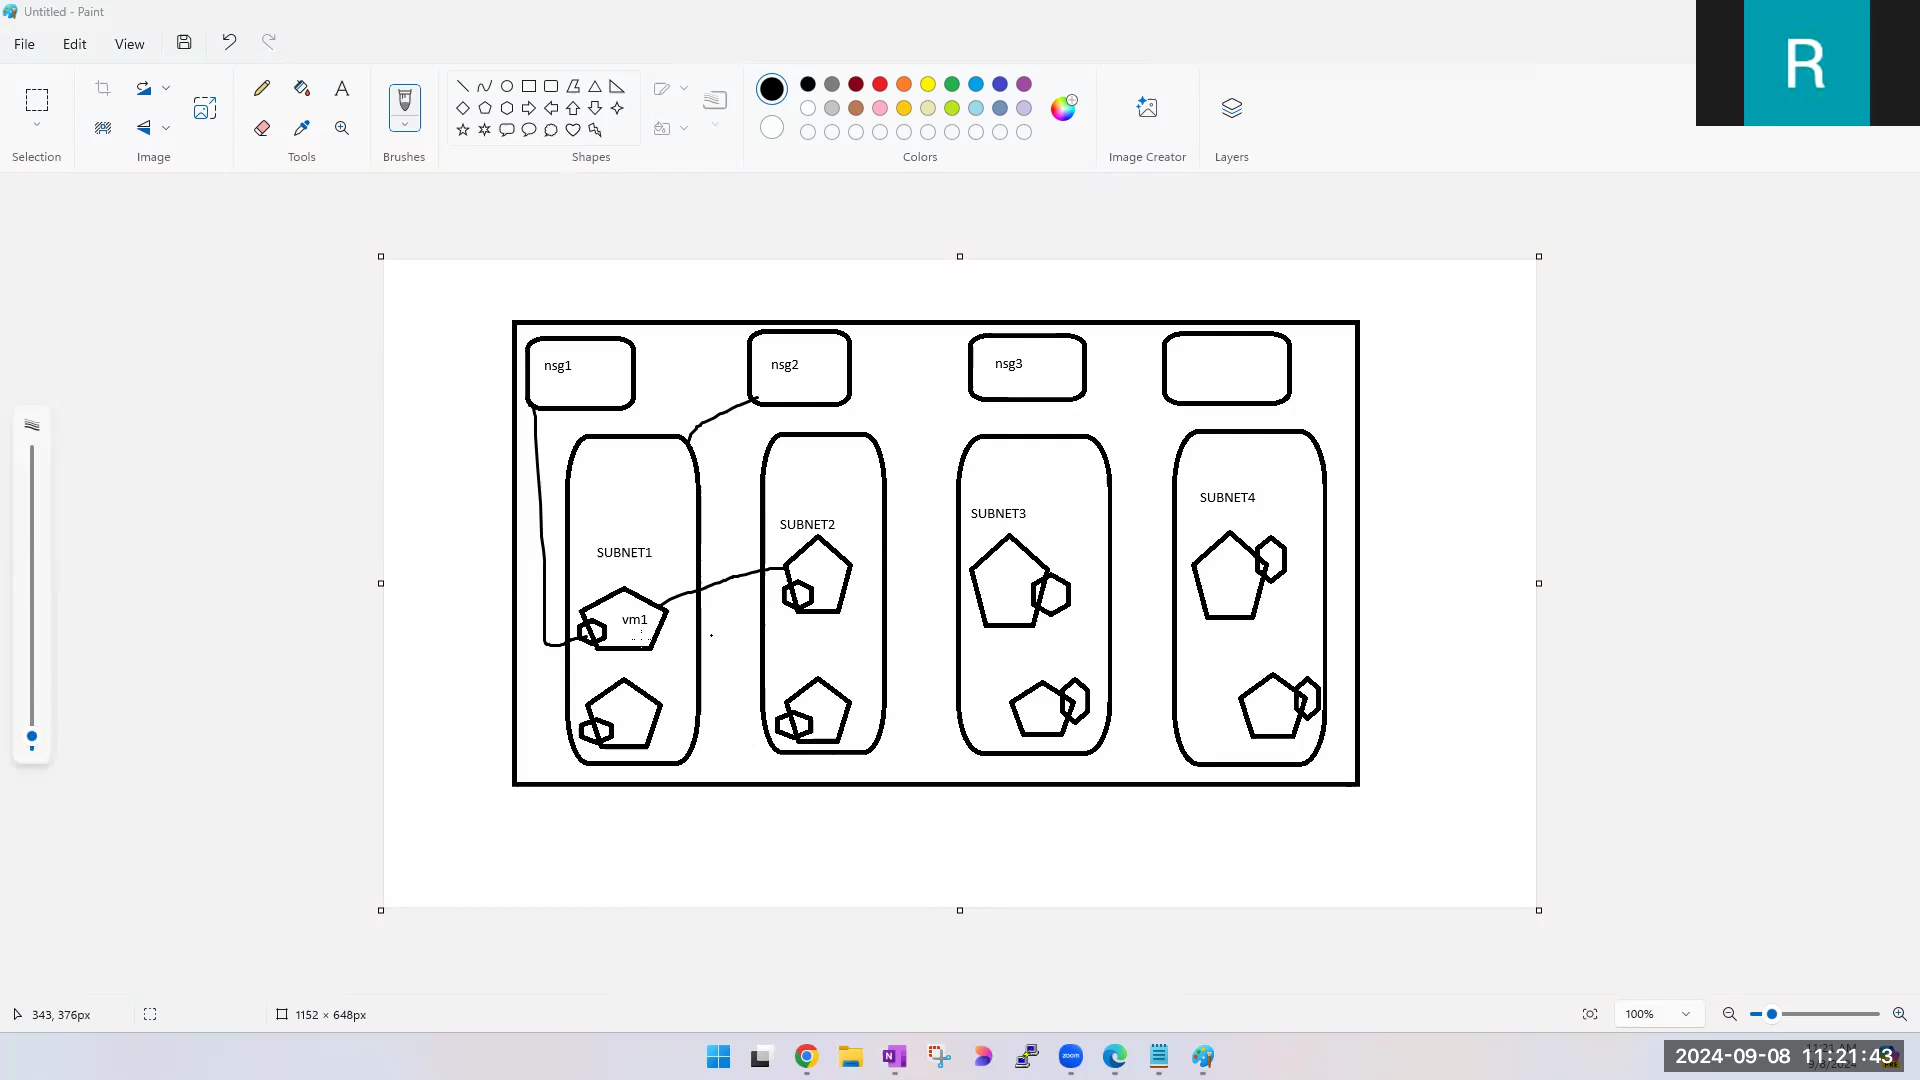 Untitled - Paint
File Edit View
R
Selection Image Tools Brushes Shapes Colors Image Creator Layers
nsg1 nsg2 nsg3
SUBNET4
SUBNET3
SUBNET2
SUBNET1
vm1
343, 376px 1152 × 648px 100%
zoom
2024-09-08 11:21:43